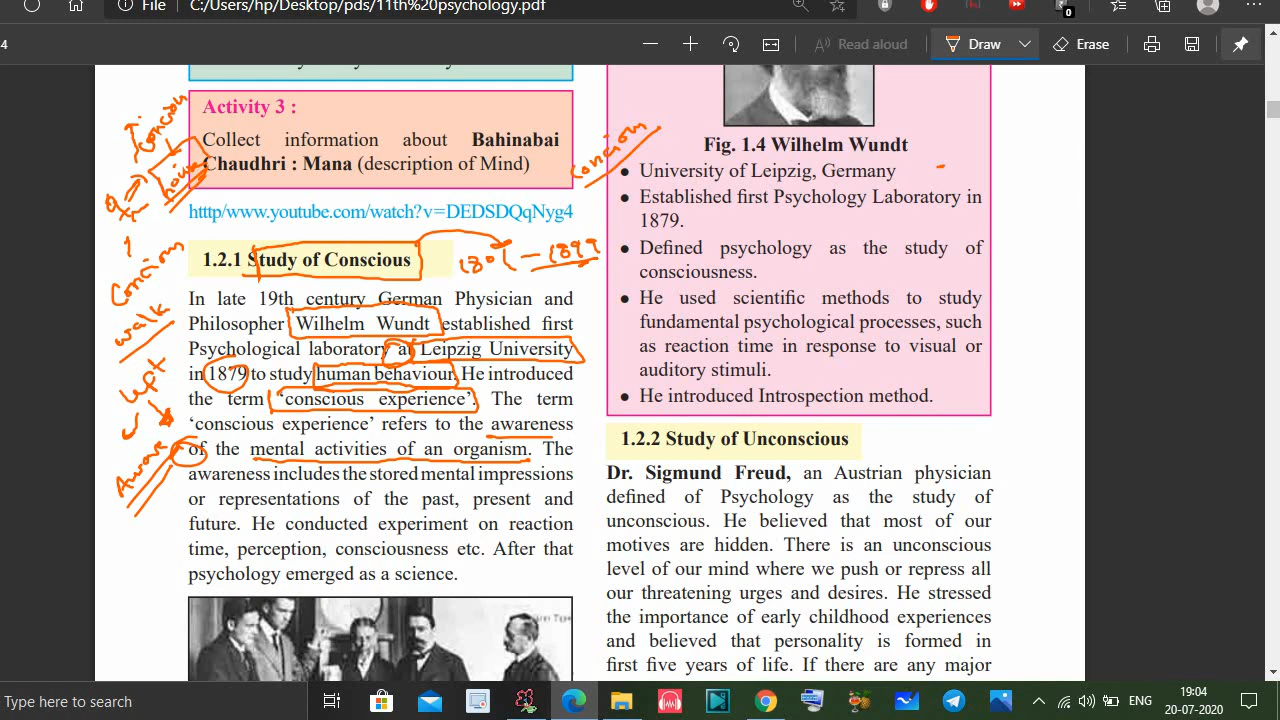 File
C:/Users/hp/Desktop/pds/11th%20psychology.pdf
0
4
Read aloud
Draw
Erase
Activity 3 :
Collect information about Bahinabai
Chaudhri : Mana (description of Mind)
htttp/www.youtube.com/watch?v=DEDSDQqNyg4
1.2.1 Study of Conscious
In late 19th century German Physician and
Philosopher Wilhelm Wundt established first
Psychological laboratory at Leipzig University
in 1879 to study human behaviour. He introduced
the term ‘conscious experience’. The term
‘conscious experience’ refers to the awareness
of the mental activities of an organism. The
awareness includes the stored mental impressions
or representations of the past, present and
future. He conducted experiment on reaction
time, perception, consciousness etc. After that
psychology emerged as a science.
Concious
walk
left
Aware
Concious
Fig. 1.4 Wilhelm Wundt
• University of Leipzig, Germany
• Established first Psychology Laboratory in
1879.
• Defined psychology as the study of
consciousness.
• He used scientific methods to study
fundamental psychological processes, such
as reaction time in response to visual or
auditory stimuli.
• He introduced Introspection method.
1.2.2 Study of Unconscious
Dr. Sigmund Freud, an Austrian physician
defined of Psychology as the study of
unconscious. He believed that most of our
motives are hidden. There is an unconscious
level of our mind where we push or repress all
our threatening urges and desires. He stressed
the importance of early childhood experiences
and believed that personality is formed in
first five years of life. If there are any major
Type here to search
ENG
19:04
20-07-2020